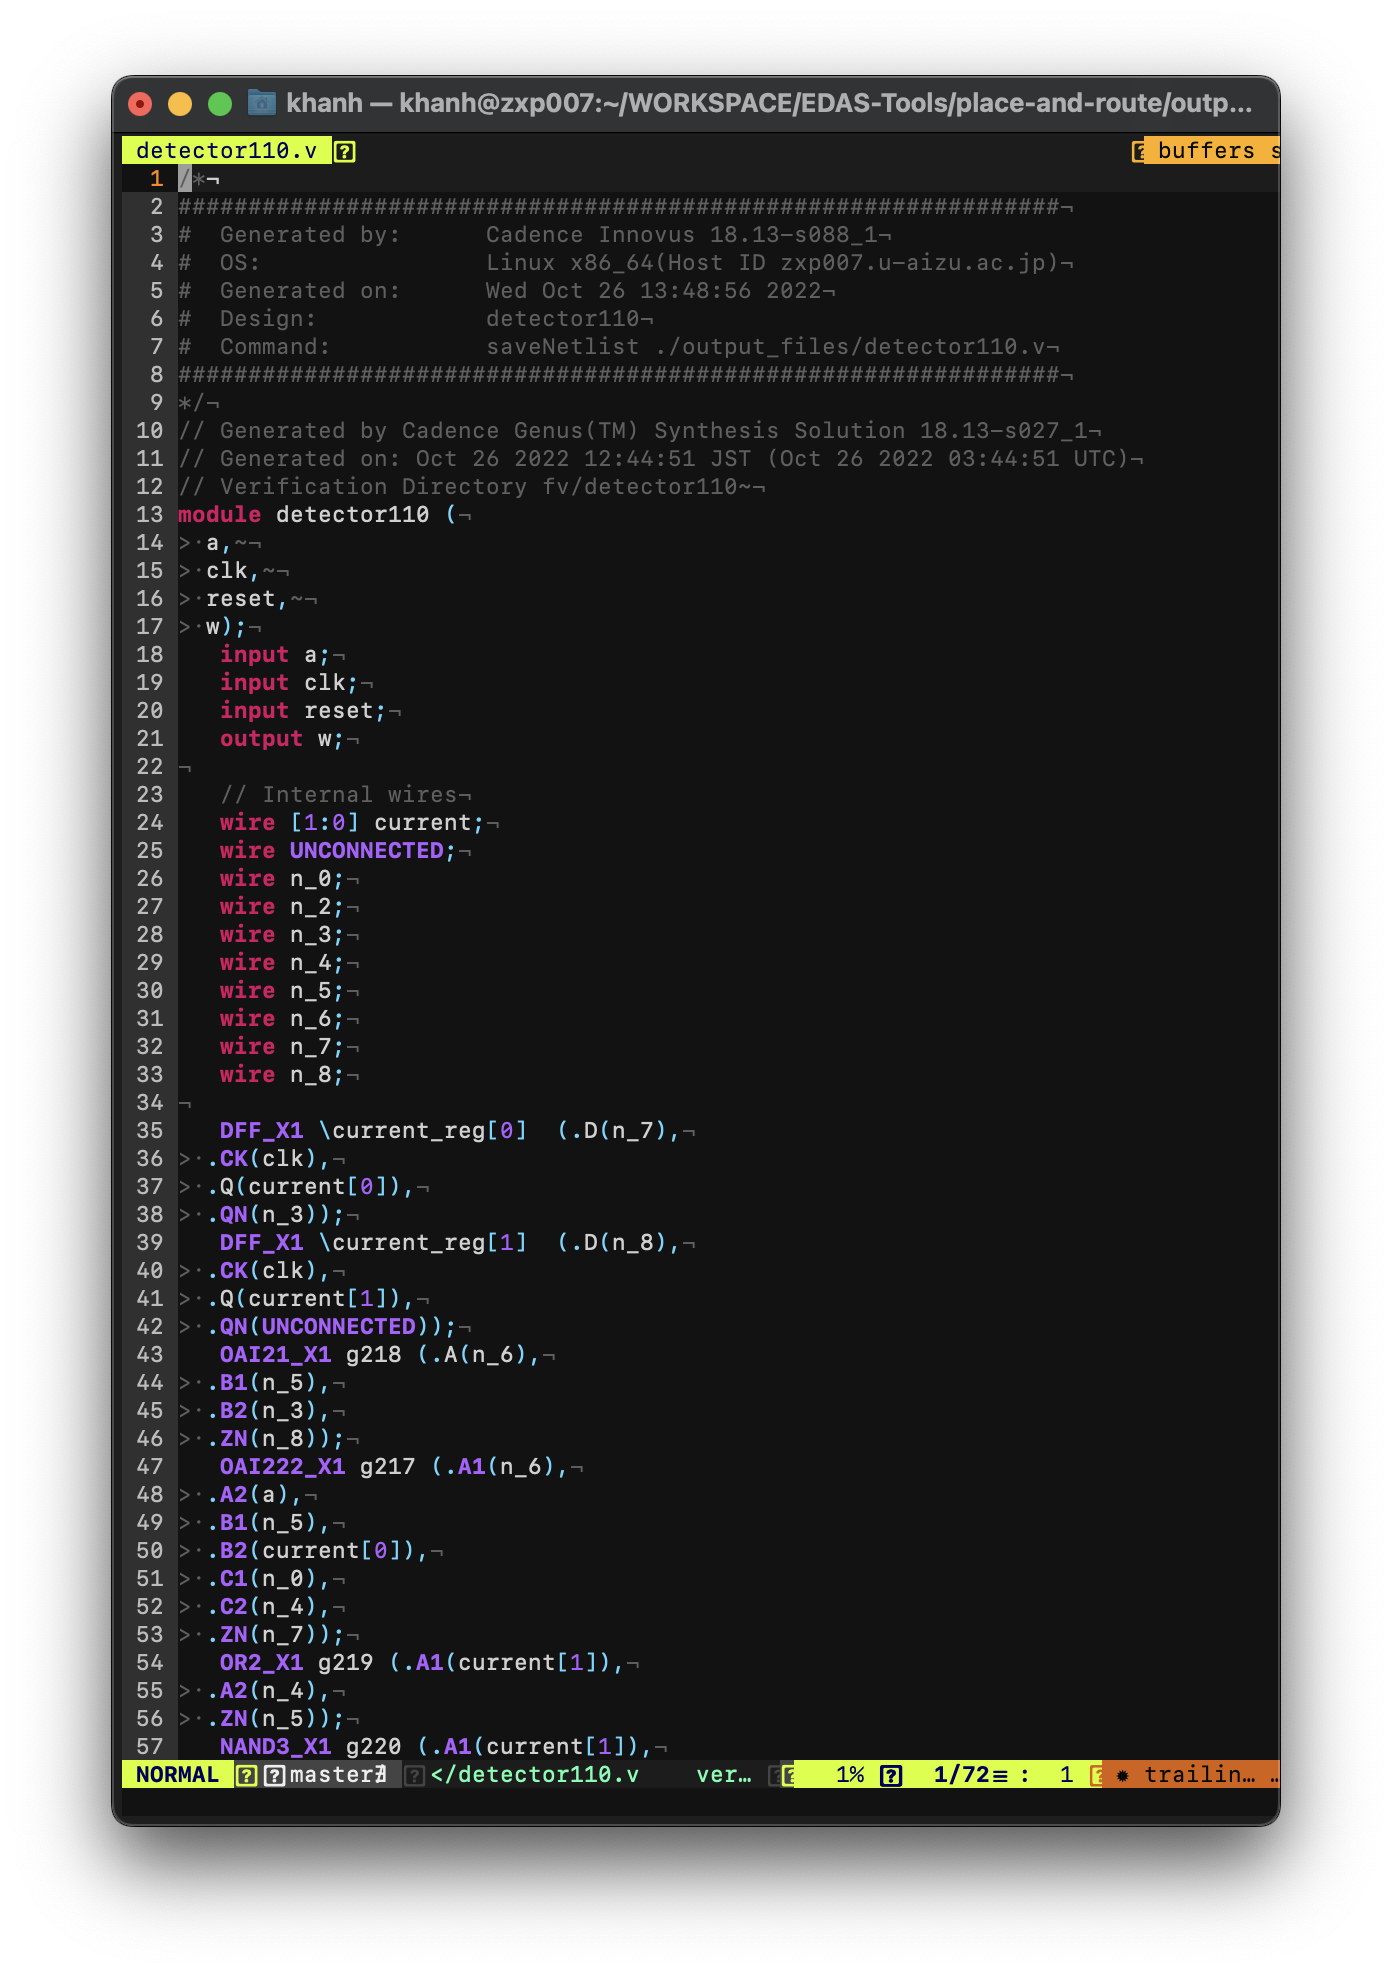 khanh — khanh@zxp007:~/WORKSPACE/EDAS-Tools/place-and-route/outp...
detector110.v buffers s
1 /*¬
2 ###############################################################¬
3 #  Generated by:      Cadence Innovus 18.13-s088_1¬
4 #  OS:                Linux x86_64(Host ID zxp007.u-aizu.ac.jp)¬
5 #  Generated on:      Wed Oct 26 13:48:56 2022¬
6 #  Design:            detector110¬
7 #  Command:           saveNetlist ./output_files/detector110.v¬
8 ###############################################################¬
9 */¬
10 // Generated by Cadence Genus(TM) Synthesis Solution 18.13-s027_1¬
11 // Generated on: Oct 26 2022 12:44:51 JST (Oct 26 2022 03:44:51 UTC)¬
12 // Verification Directory fv/detector110~¬
13 module detector110 (¬
14 >·a,~¬
15 >·clk,~¬
16 >·reset,~¬
17 >·w);¬
18    input a;¬
19    input clk;¬
20    input reset;¬
21    output w;¬
22 ¬
23    // Internal wires¬
24    wire [1:0] current;¬
25    wire UNCONNECTED;¬
26    wire n_0;¬
27    wire n_2;¬
28    wire n_3;¬
29    wire n_4;¬
30    wire n_5;¬
31    wire n_6;¬
32    wire n_7;¬
33    wire n_8;¬
34 ¬
35    DFF_X1 \current_reg[0]  (.D(n_7),¬
36 >·.CK(clk),¬
37 >·.Q(current[0]),¬
38 >·.QN(n_3));¬
39    DFF_X1 \current_reg[1]  (.D(n_8),¬
40 >·.CK(clk),¬
41 >·.Q(current[1]),¬
42 >·.QN(UNCONNECTED));¬
43    OAI21_X1 g218 (.A(n_6),¬
44 >·.B1(n_5),¬
45 >·.B2(n_3),¬
46 >·.ZN(n_8));¬
47    OAI222_X1 g217 (.A1(n_6),¬
48 >·.A2(a),¬
49 >·.B1(n_5),¬
50 >·.B2(current[0]),¬
51 >·.C1(n_0),¬
52 >·.C2(n_4),¬
53 >·.ZN(n_7));¬
54    OR2_X1 g219 (.A1(current[1]),¬
55 >·.A2(n_4),¬
56 >·.ZN(n_5));¬
57    NAND3_X1 g220 (.A1(current[1]),¬
NORMAL master </detector110.v ver… 1% 1/72≡ : 1 ✹ trailin… …